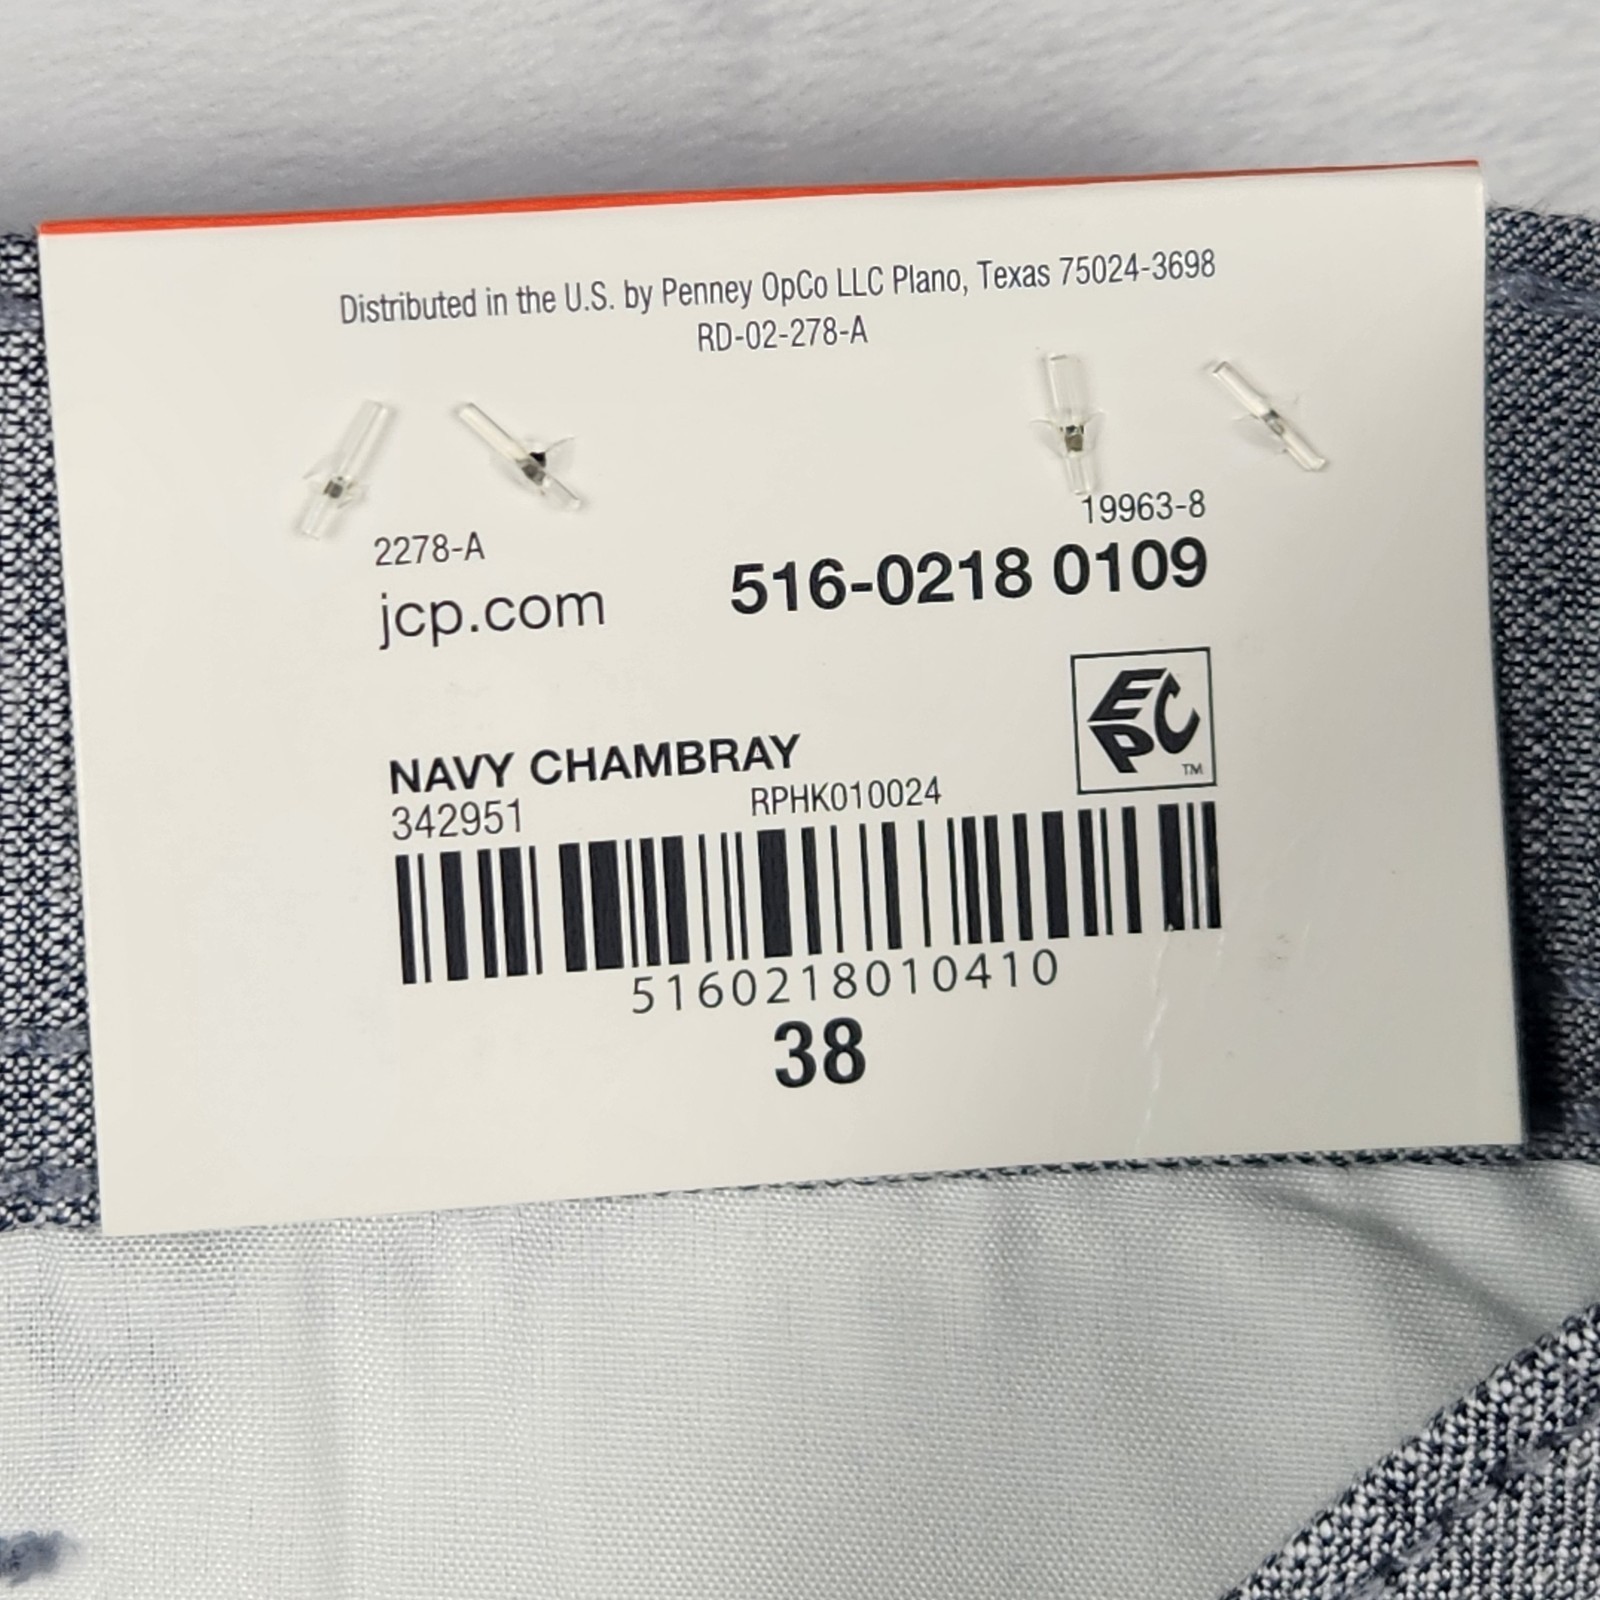 Distributed in the U.S. by Penney OpCo LLC Plano, Texas 75024-3698
RD-02-278-A
19963-8
2278-A
jcp.com 516-0218 0109
EPC
TM
NAVY CHAMBRAY
342951 RPHK010024
5160218010410
38